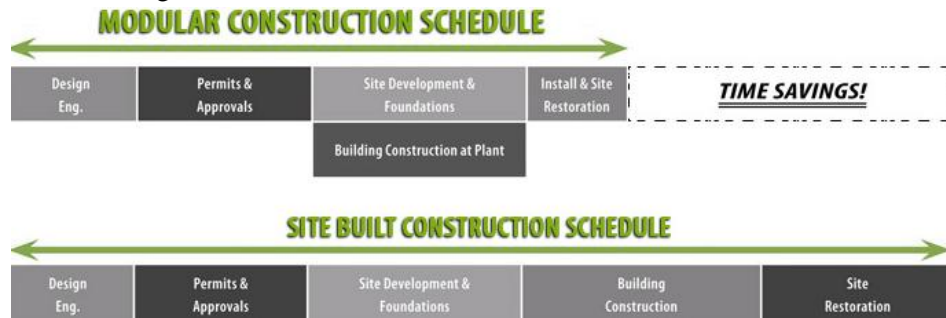 MODULAR CONSTRUCTION SCHEDULE
Design
Eng.
Permits &
Approvals
Site Development &
Foundations
Install & Site
Restoration
TIME SAVINGS!
Building Construction at Plant
SITE BUILT CONSTRUCTION SCHEDULE
Design
Eng.
Permits &
Approvals
Site Development &
Foundations
Building
Construction
Site
Restoration